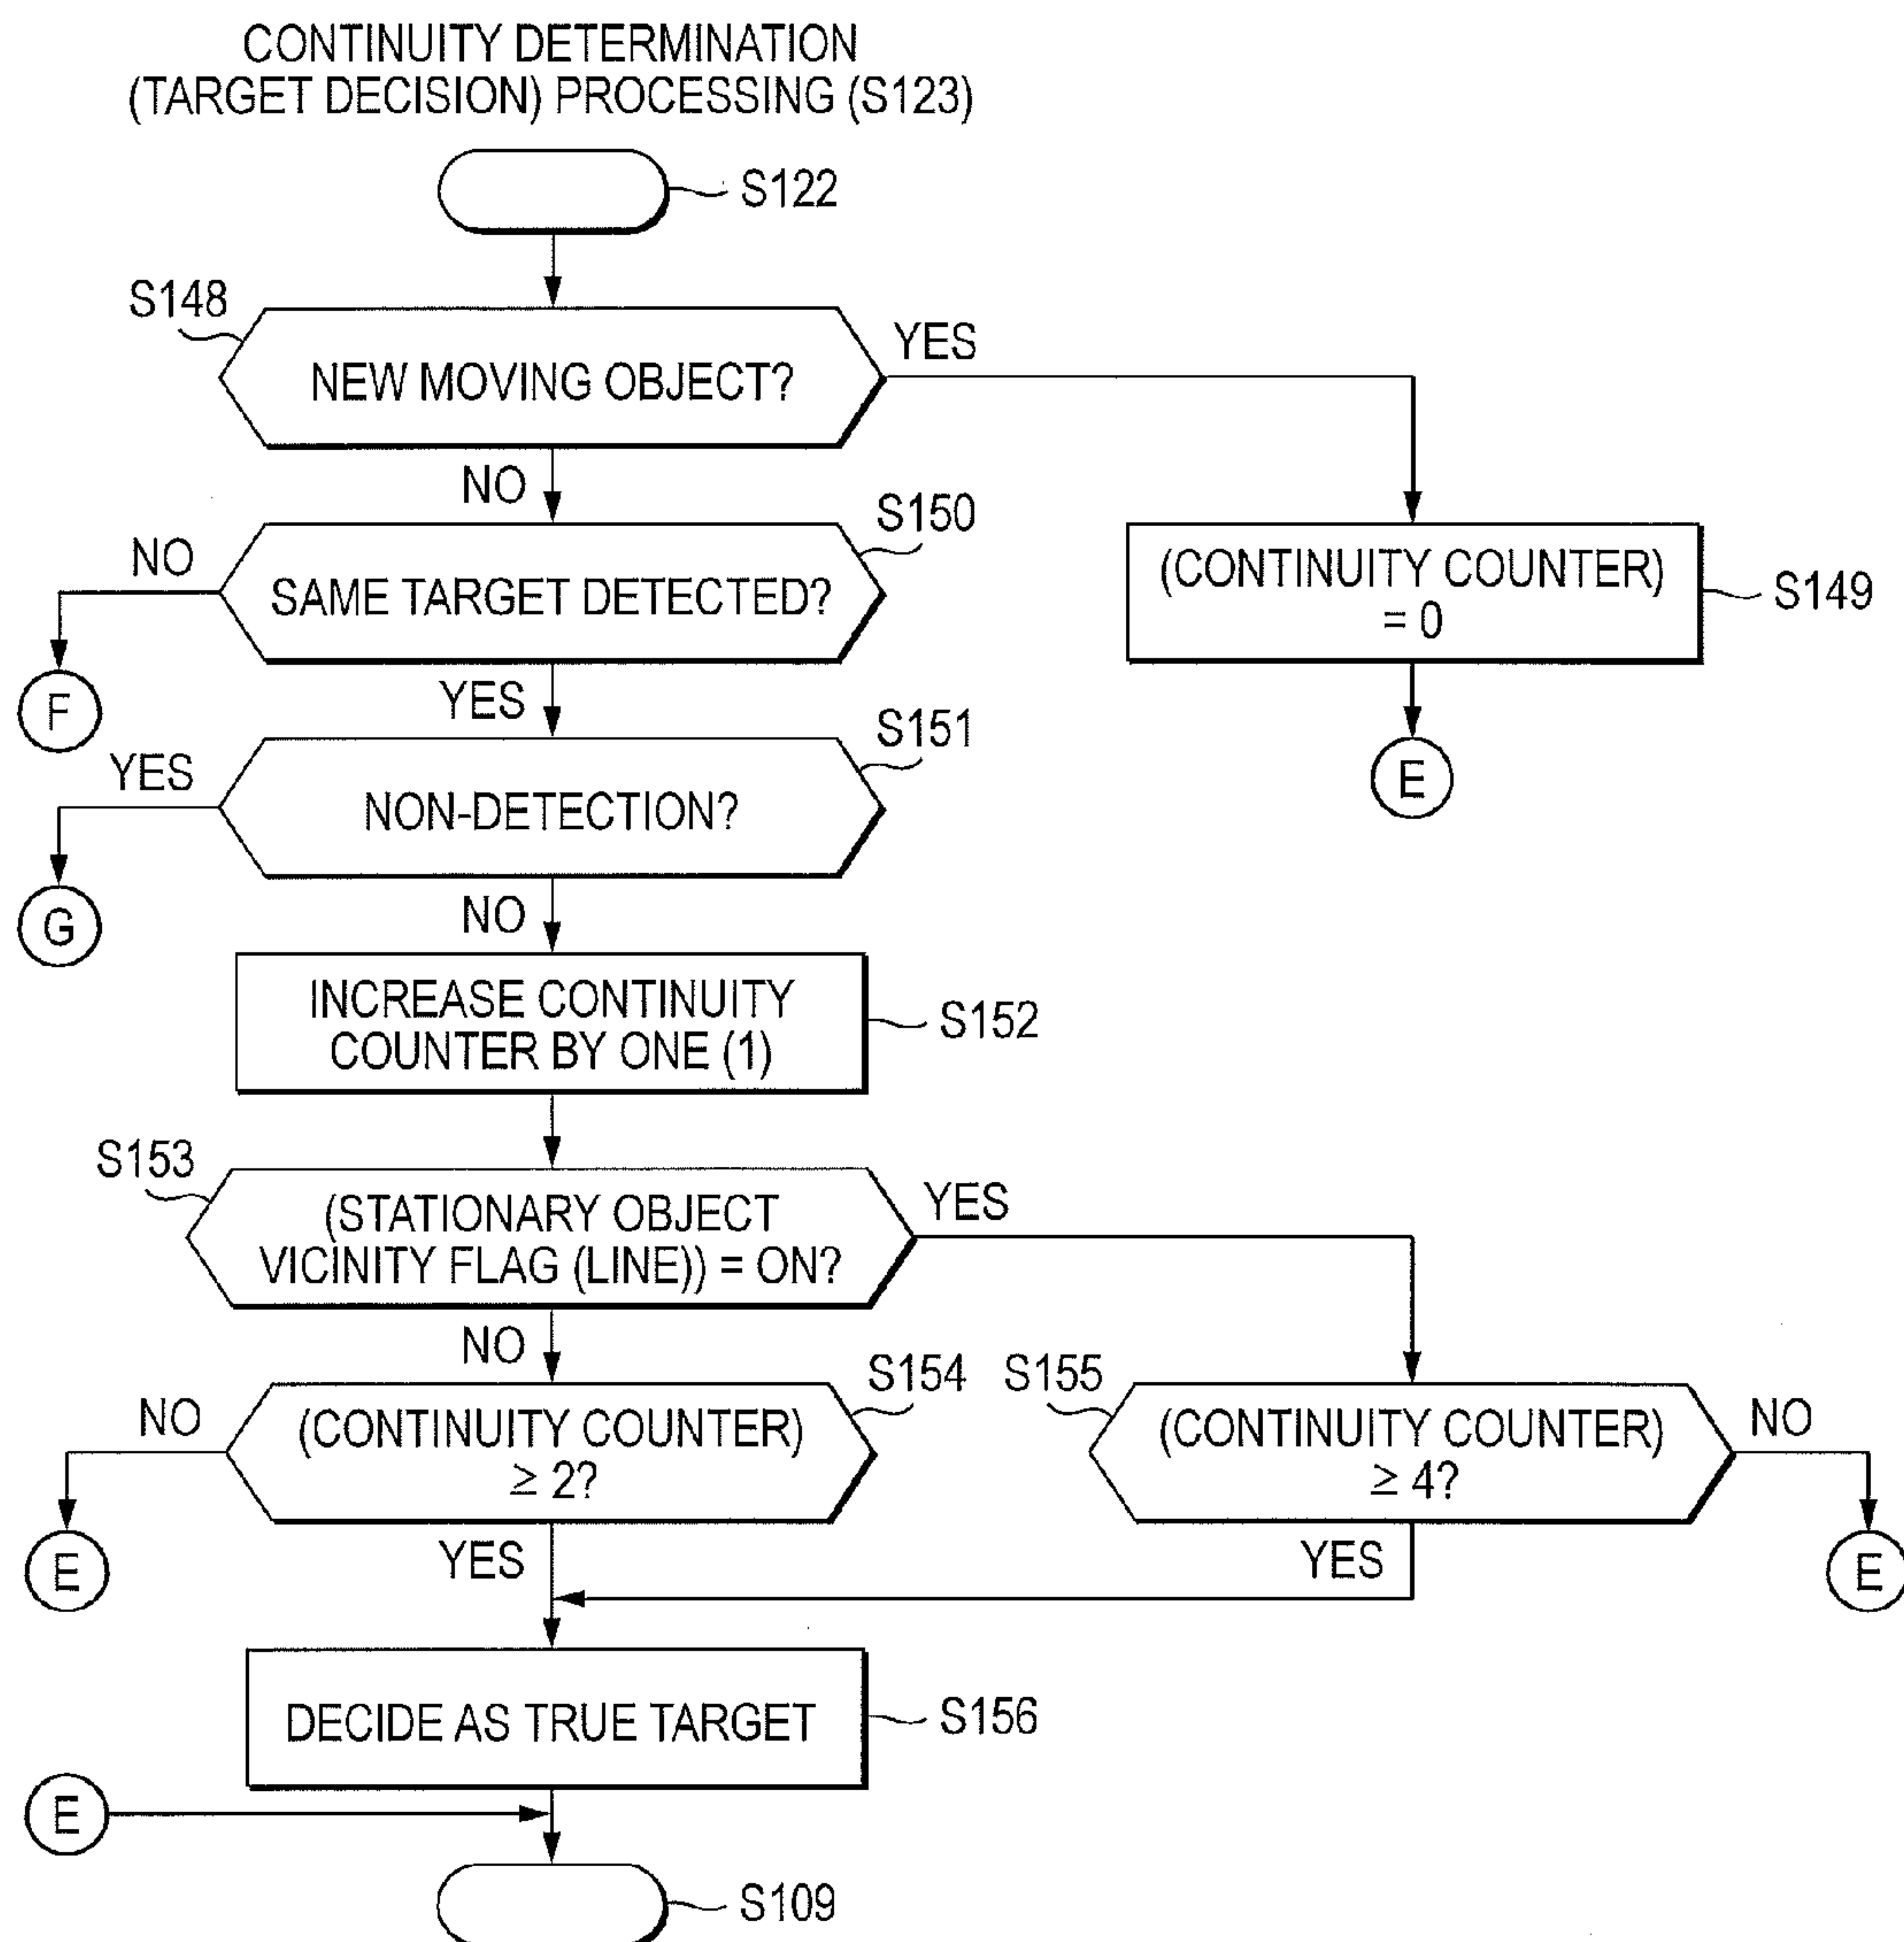 CONTINUITY DETERMINATION
(TARGET DECISION) PROCESSING (S123)
S122
S148
NEW MOVING OBJECT?
YES
NO
S150
SAME TARGET DETECTED?
NO
F
YES
(CONTINUITY COUNTER)
= 0
S149
E
S151
NON-DETECTION?
YES
G
NO
INCREASE CONTINUITY
COUNTER BY ONE (1)
S152
S153
(STATIONARY OBJECT
VICINITY FLAG (LINE)) = ON?
YES
NO
S154
(CONTINUITY COUNTER)
≥ 2?
NO
E
YES
S155
(CONTINUITY COUNTER)
≥ 4?
NO
E
YES
DECIDE AS TRUE TARGET
S156
E
S109